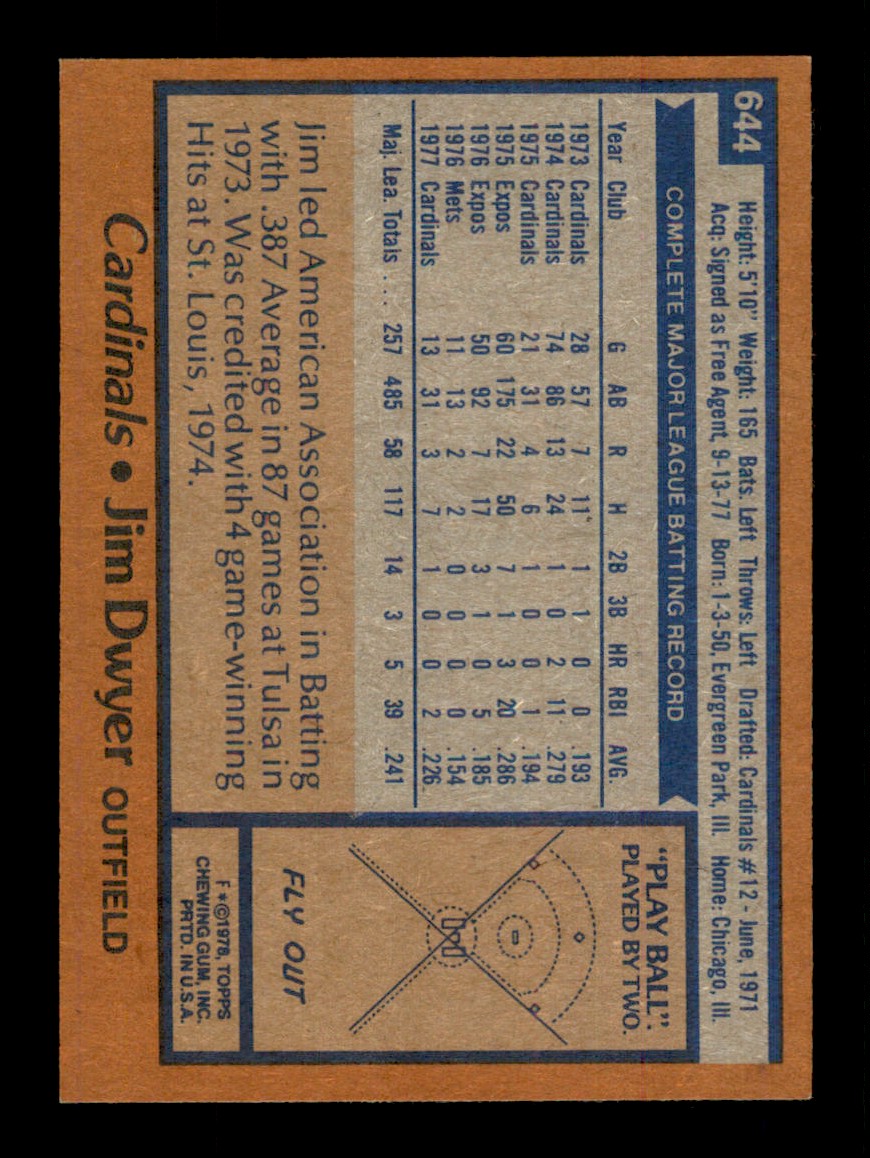 644
Height: 5'10" Weight: 165 Bats: Left Throws: Left Drafted: Cardinals #12 - June, 1971
Acq: Signed as Free Agent, 9-13-77 Born: 1-3-50, Evergreen Park, Ill. Home: Chicago, Ill.
COMPLETE MAJOR LEAGUE BATTING RECORD
Year Club G AB R H 2B 3B HR RBI AVG.
1973 Cardinals 28 57 7 11 1 1 0 0 .193
1974 Cardinals 74 86 13 24 1 0 2 11 .279
1975 Cardinals 21 31 4 6 1 0 0 1 .194
1975 Expos 60 175 22 50 7 1 3 20 .286
1976 Expos 50 92 7 17 3 1 0 5 .185
1976 Mets 11 13 2 2 0 0 0 0 .154
1977 Cardinals 13 31 3 7 1 0 0 2 .226
Maj. Lea. Totals .... 257 485 58 117 14 3 5 39 .241
Jim led American Association in Batting
with .387 Average in 87 games at Tulsa in
1973. Was credited with 4 game-winning
Hits at St. Louis, 1974.
"PLAY BALL":
PLAYED BY TWO.
FLY OUT
F*©1978, TOPPS
CHEWING GUM, INC.
PRTD. IN U.S.A.
Cardinals • Jim Dwyer OUTFIELD